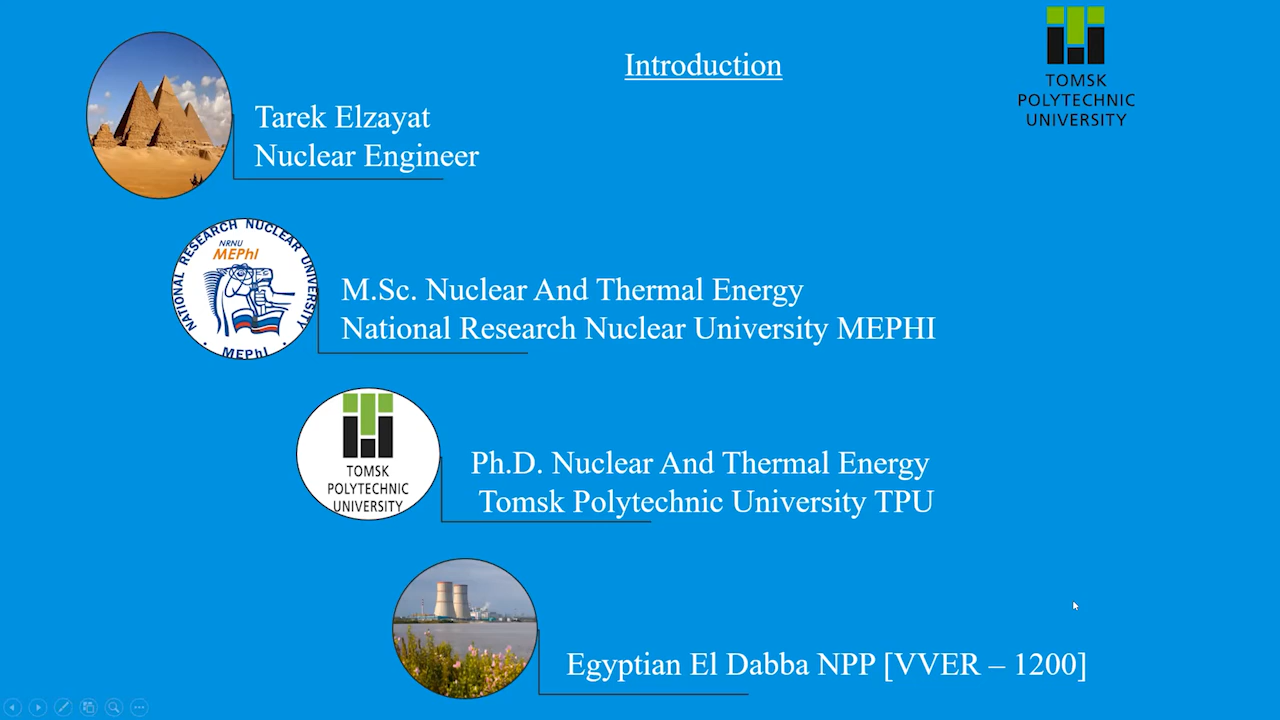 Introduction
TOMSK
POLYTECHNIC
UNIVERSITY
Tarek Elzayat
Nuclear Engineer
NATIONAL RESEARCH NUCLEAR UNIVERSITY
NRNU
MEPhI
• MEPhI •
M.Sc. Nuclear And Thermal Energy
National Research Nuclear University MEPHI
TOMSK
POLYTECHNIC
UNIVERSITY
Ph.D. Nuclear And Thermal Energy
Tomsk Polytechnic University TPU
Egyptian El Dabba NPP [VVER – 1200]